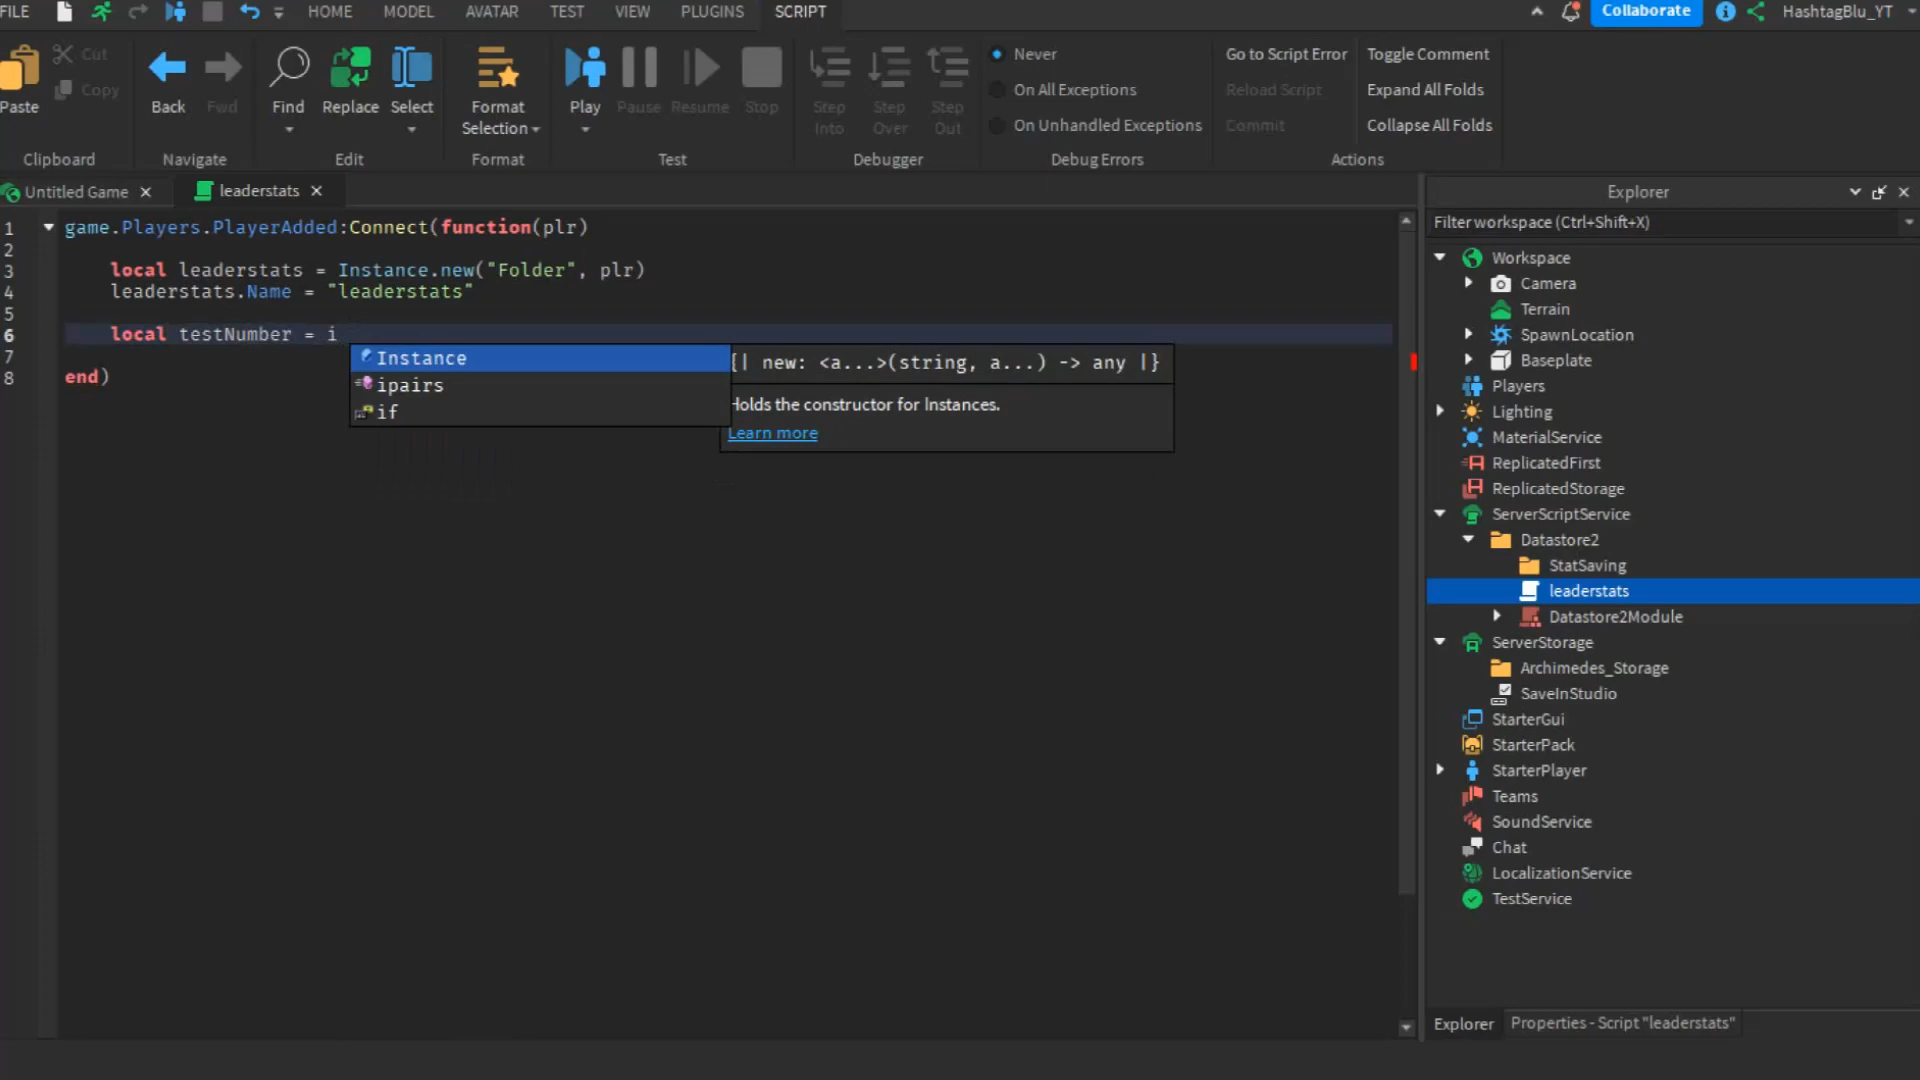 FILE HOME MODEL AVATAR TEST VIEW PLUGINS SCRIPT Collaborate HashtagBlu_YT
Paste Cut Copy
Clipboard
Back Fwd
Navigate
Find Replace Select
Edit
Format Selection
Format
Play Pause Resume Stop
Test
Step Into Step Over Step Out
Debugger
Never
On All Exceptions
On Unhandled Exceptions
Debug Errors
Go to Script Error Toggle Comment
Reload Script Expand All Folds
Commit Collapse All Folds
Actions
Untitled Game leaderstats
1 game.Players.PlayerAdded:Connect(function(plr)
2
3 local leaderstats = Instance.new("Folder", plr)
4 leaderstats.Name = "leaderstats"
5
6 local testNumber = i
7
8 end)
Instance
ipairs
if
{| new: <a...>(string, a...) -> any |}
Holds the constructor for Instances.
Learn more
Explorer
Filter workspace (Ctrl+Shift+X)
Workspace
Camera
Terrain
SpawnLocation
Baseplate
Players
Lighting
MaterialService
ReplicatedFirst
ReplicatedStorage
ServerScriptService
Datastore2
StatSaving
leaderstats
Datastore2Module
ServerStorage
Archimedes_Storage
SaveInStudio
StarterGui
StarterPack
StarterPlayer
Teams
SoundService
Chat
LocalizationService
TestService
Explorer Properties - Script "leaderstats"